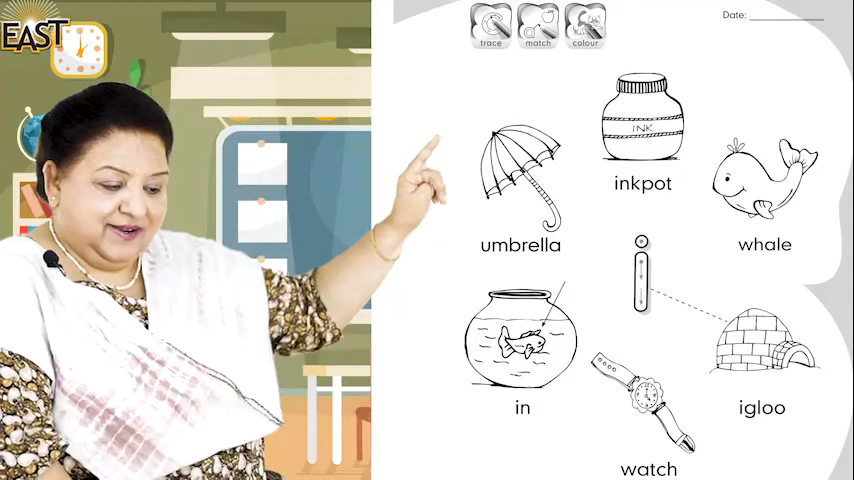 EAST
trace
match
colour
Date:
INK
inkpot
umbrella
whale
i
in
igloo
watch